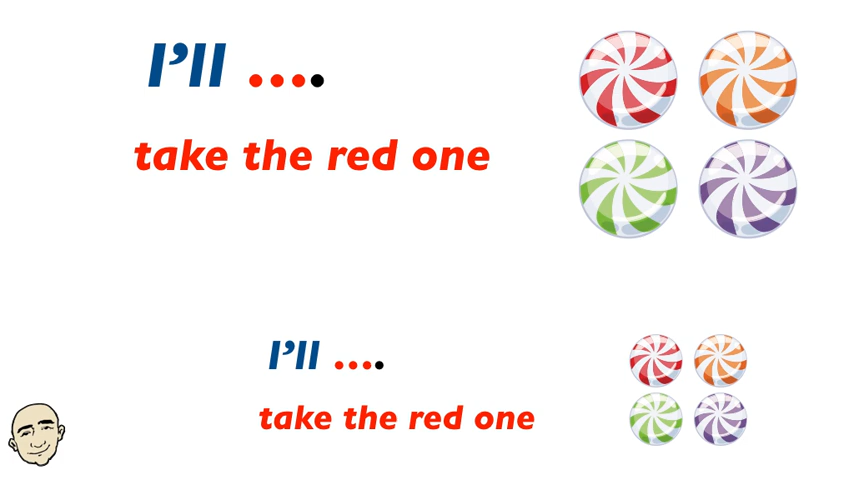 I'll ....
take the red one
I'll ....
take the red one